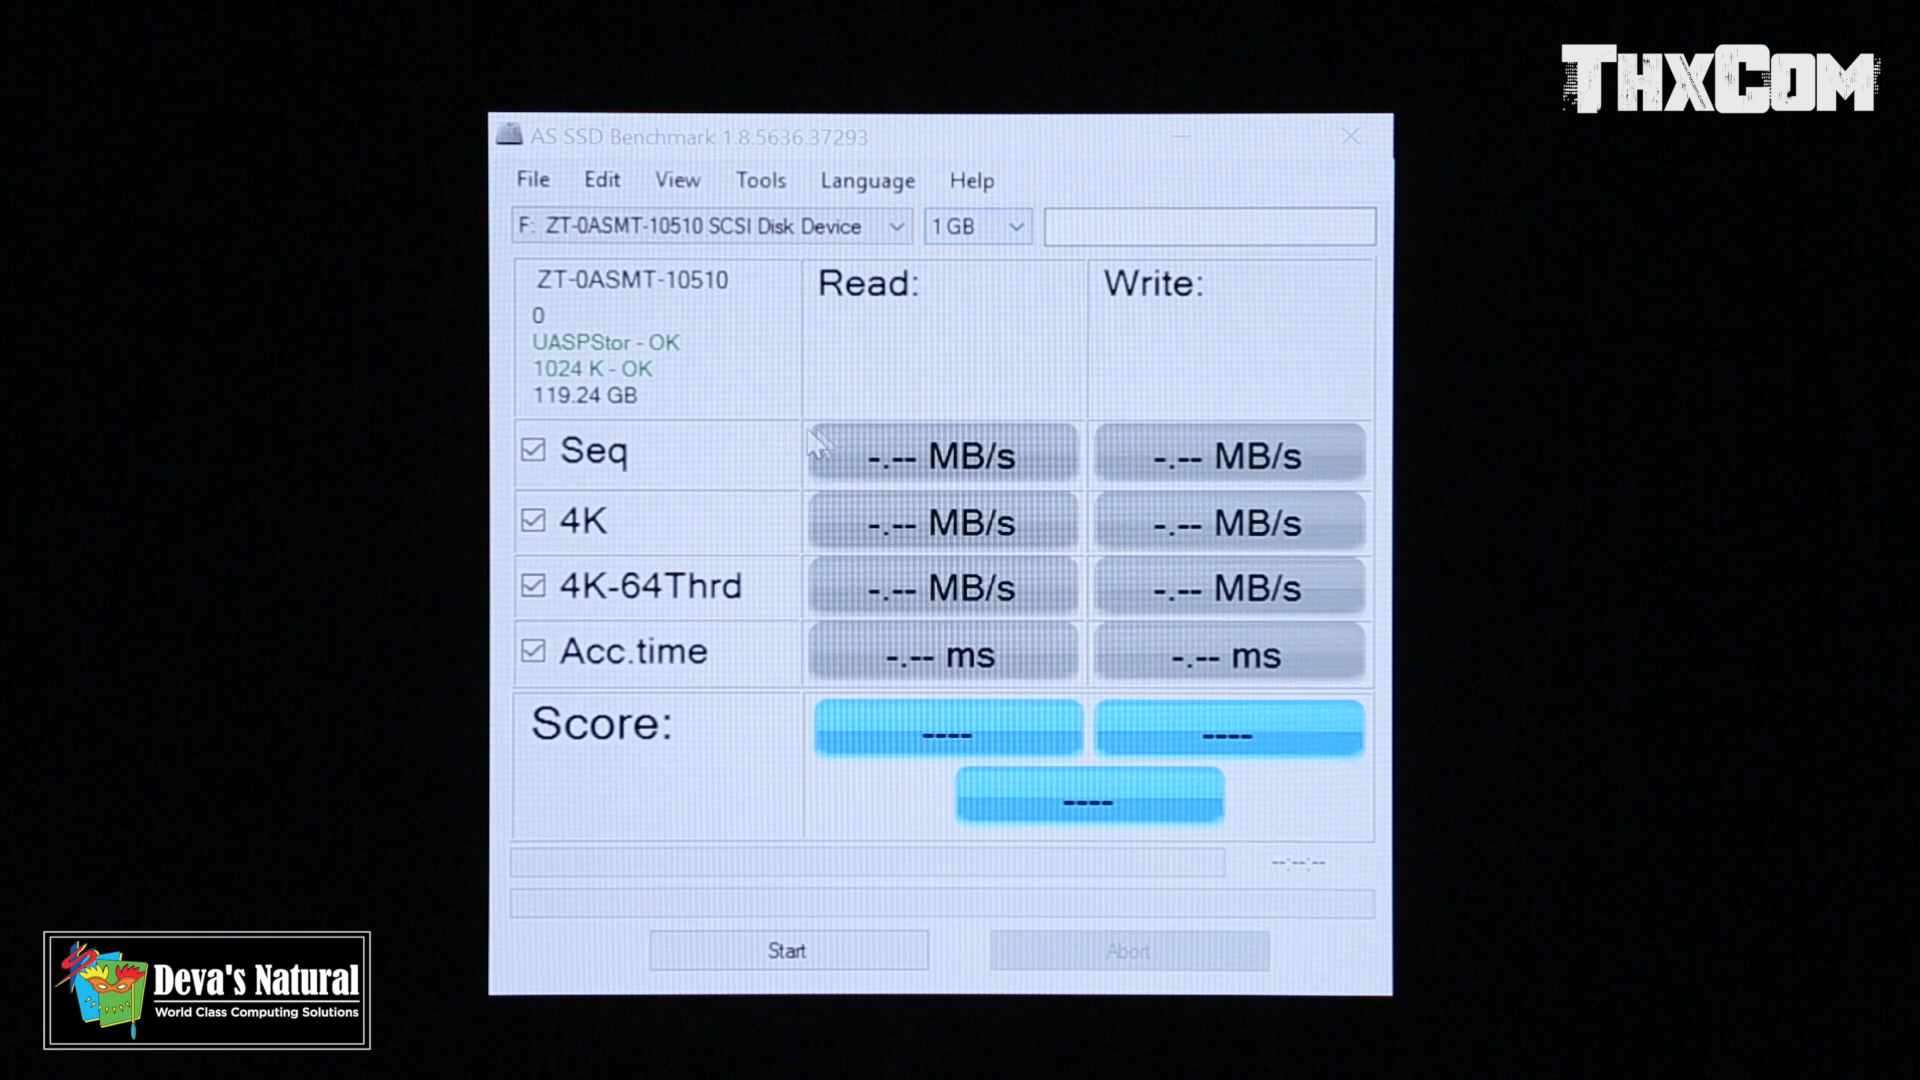 THXCOM
AS SSD Benchmark 1.8.5636.37293
File Edit View Tools Language Help
F: ZT-0ASMT-10510 SCSI Disk Device 1 GB
ZT-0ASMT-10510 Read: Write:
0
UASPStor - OK
1024 K - OK
119.24 GB
Seq -.-- MB/s -.-- MB/s
4K -.-- MB/s -.-- MB/s
4K-64Thrd -.-- MB/s -.-- MB/s
Acc.time -.-- ms -.-- ms
Score: ---- ----
----
--:--:--
Start Abort
Deva's Natural
World Class Computing Solutions